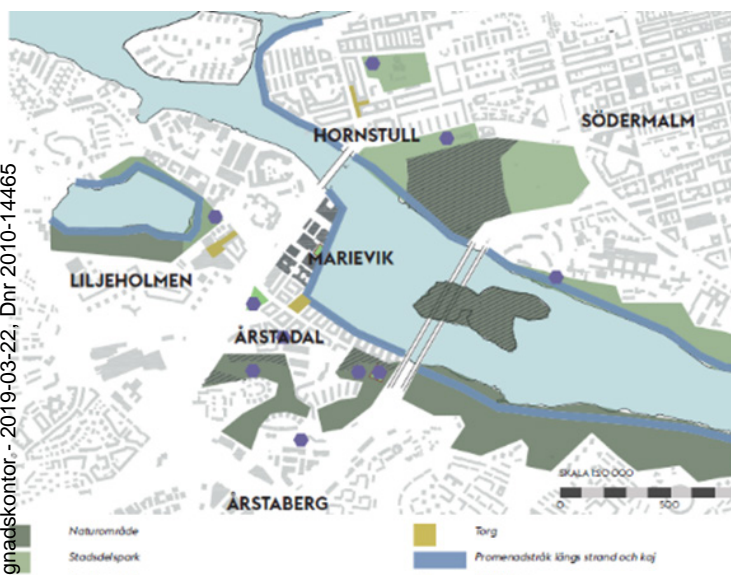 HORNSTULL
SÖDERMALM
MARIEVIK
LILJEHOLMEN
ÅRSTADAL
ÅRSTABERG
SKALA 1:20 000
0 500
Naturområde
Stadsdelspark
Torg
Promenadstråk längs strand och kaj
gnadskontor - 2019-03-22, Dnr 2010-14465